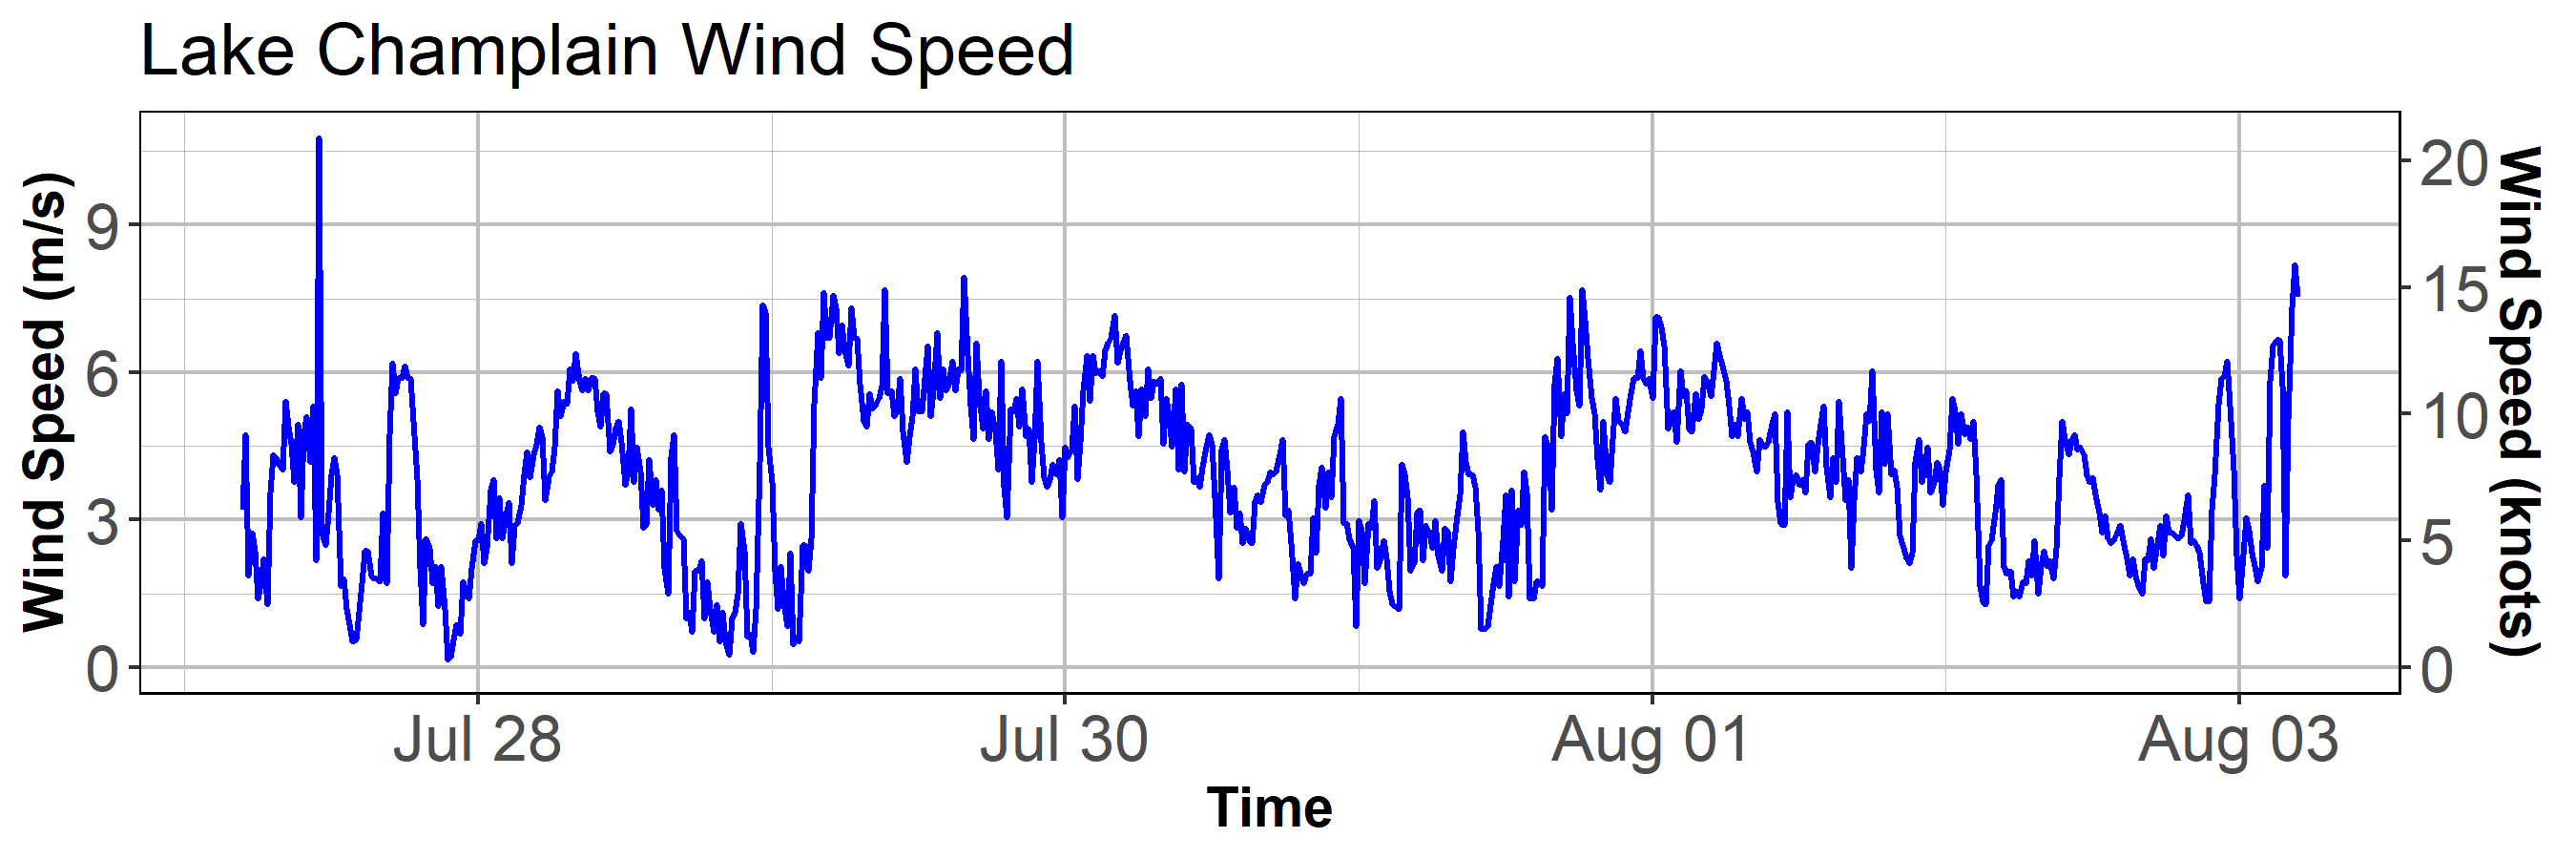 Lake Champlain Wind Speed
Wind Speed (m/s)
9
6
3
0
20
15
10
5
0
Wind Speed (knots)
Jul 28
Jul 30
Aug 01
Aug 03
Time